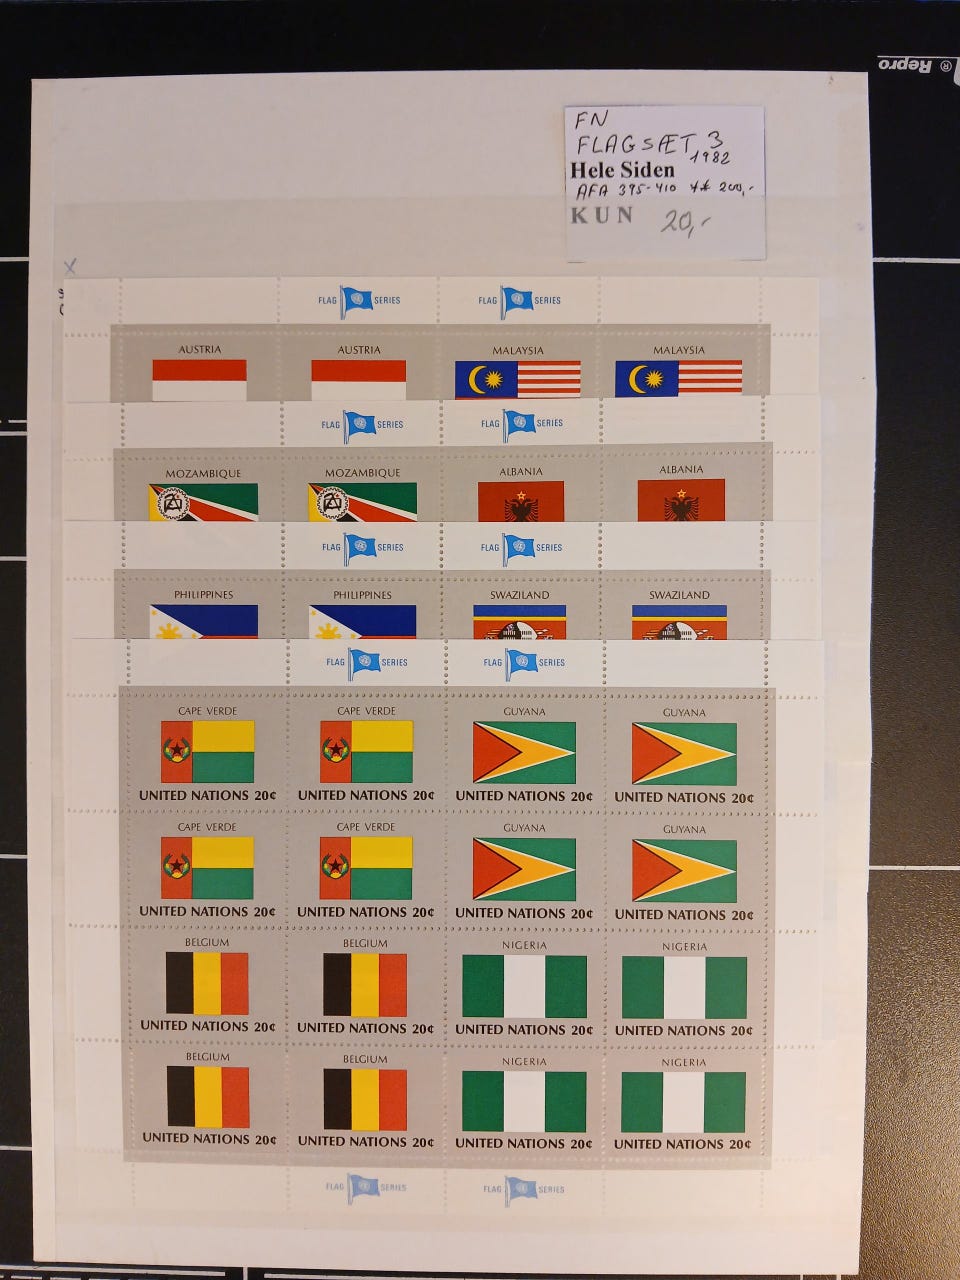 Repro ®
FN
FLAGSÆT 3
1982
Hele Siden
AFA 395-410 ** 200,-
KUN 20,-
X
FLAG SERIES FLAG SERIES
AUSTRIA AUSTRIA MALAYSIA MALAYSIA
FLAG SERIES FLAG SERIES
MOZAMBIQUE MOZAMBIQUE ALBANIA ALBANIA
FLAG SERIES FLAG SERIES
PHILIPPINES PHILIPPINES SWAZILAND SWAZILAND
FLAG SERIES FLAG SERIES
CAPE VERDE CAPE VERDE GUYANA GUYANA
UNITED NATIONS 20¢ UNITED NATIONS 20¢ UNITED NATIONS 20¢ UNITED NATIONS 20¢
CAPE VERDE CAPE VERDE GUYANA GUYANA
UNITED NATIONS 20¢ UNITED NATIONS 20¢ UNITED NATIONS 20¢ UNITED NATIONS 20¢
BELGIUM BELGIUM NIGERIA NIGERIA
UNITED NATIONS 20¢ UNITED NATIONS 20¢ UNITED NATIONS 20¢ UNITED NATIONS 20¢
BELGIUM BELGIUM NIGERIA NIGERIA
UNITED NATIONS 20¢ UNITED NATIONS 20¢ UNITED NATIONS 20¢ UNITED NATIONS 20¢
FLAG SERIES FLAG SERIES